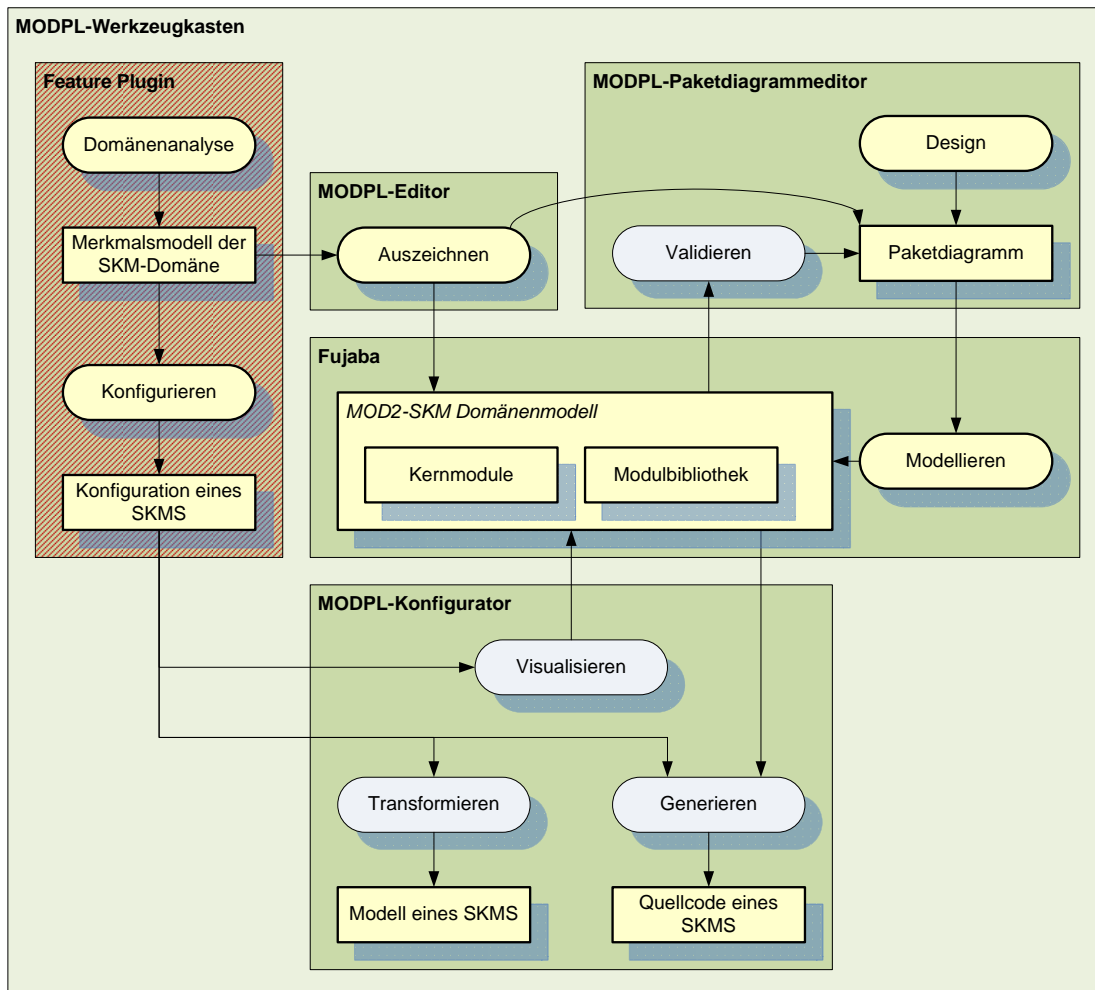 MODPL-Werkzeugkasten
Feature Plugin
Domänenanalyse
Merkmalsmodell der
SKM-Domäne
Konfigurieren
Konfiguration eines
SKMS
MODPL-Editor
Auszeichnen
MODPL-Paketdiagrammeditor
Design
Validieren
Paketdiagramm
Fujaba
MOD2-SKM Domänenmodell
Kernmodule
Modulbibliothek
Modellieren
MODPL-Konfigurator
Visualisieren
Transformieren
Generieren
Modell eines SKMS
Quellcode eines
SKMS